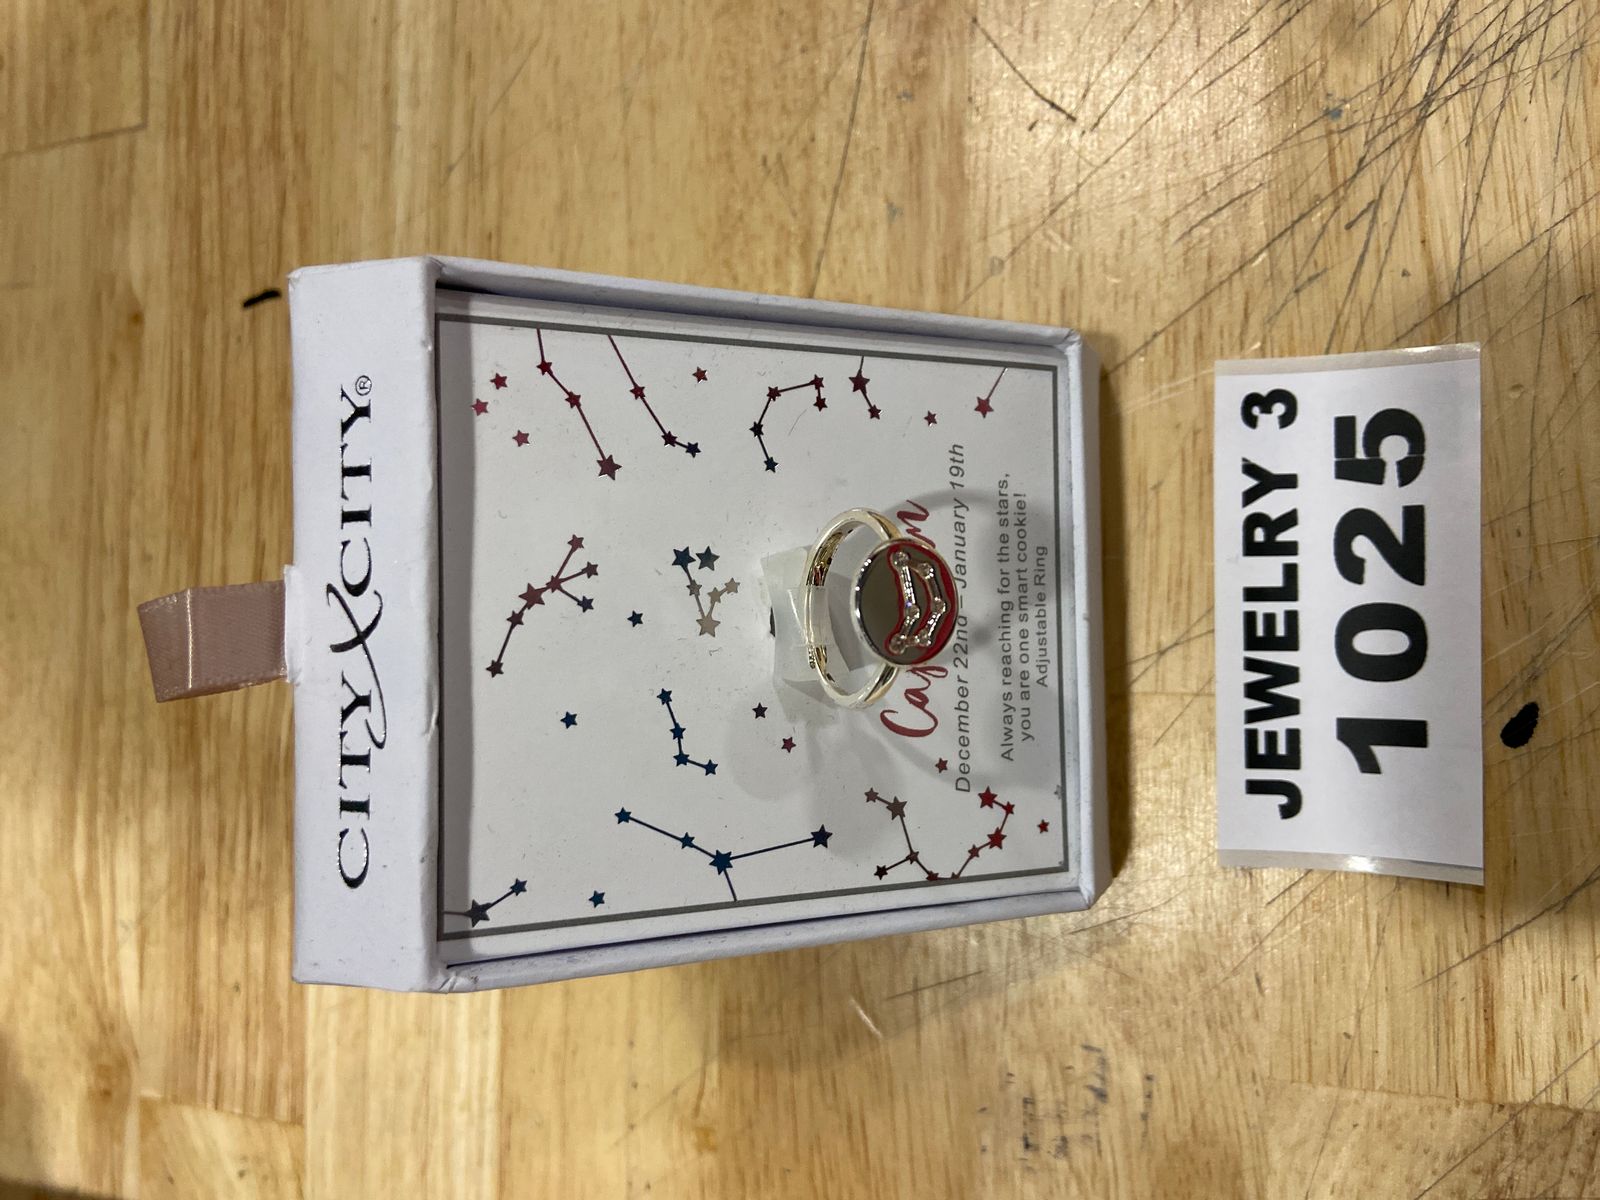 CITY X CITY®
December 22nd – January 19th
Always reaching for the stars,
you are one smart cookie!
Adjustable Ring
JEWELRY 3
1025